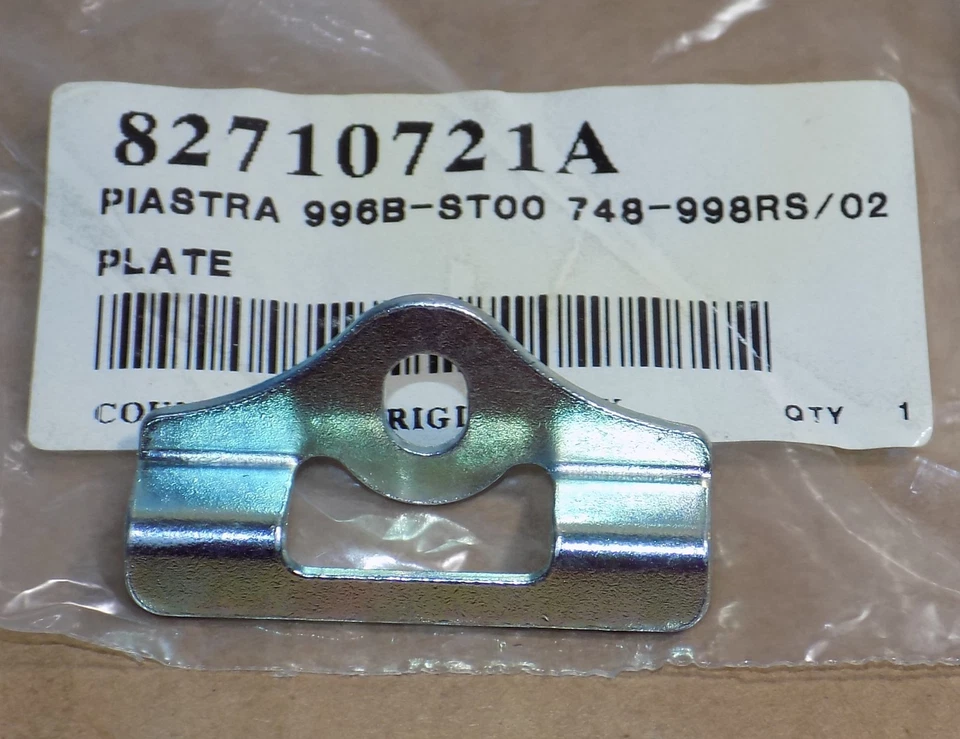 82710721A
PIASTRA 996B-ST00 748-998RS/02
PLATE
QTY 1